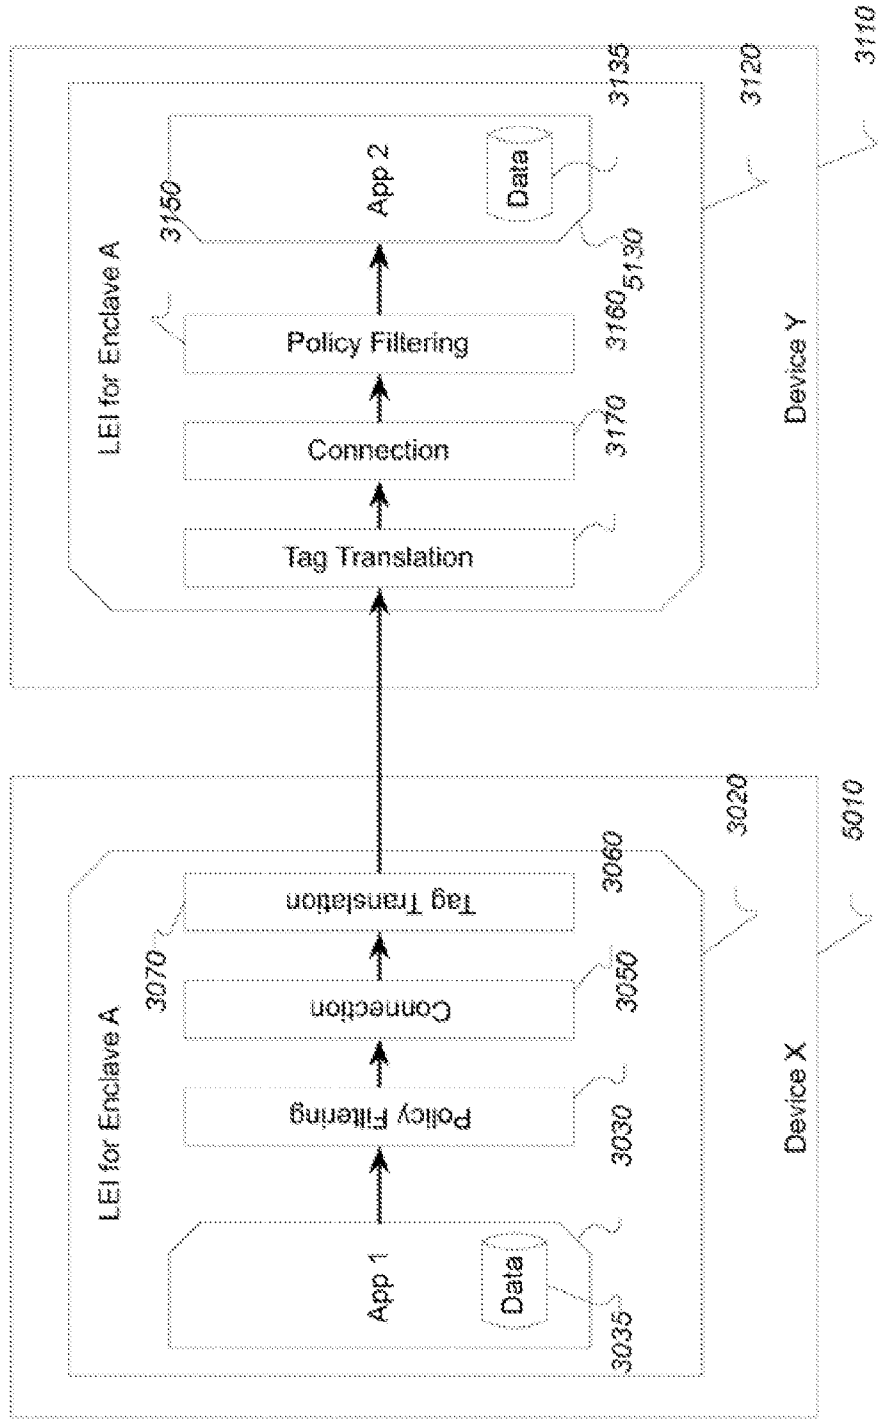 3110
3120
3135
App 2
Data
3150
LEI for Enclave A
5130
Policy Filtering
3160
Connection
3170
Tag Translation
Device Y
3020
5010
Tag Translation
3060
3070
Connection
3050
LEI for Enclave A
Policy Filtering
3030
App 1
Data
3035
Device X